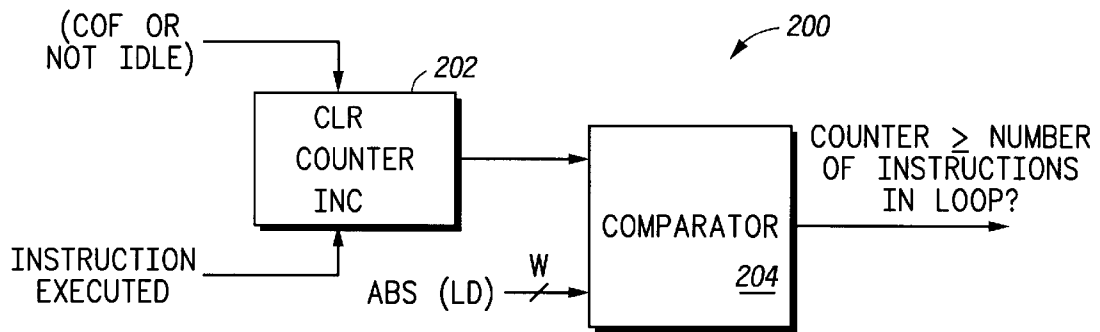 (COF OR
NOT IDLE)
202
200
CLR
COUNTER
INC
COUNTER ≥ NUMBER
OF INSTRUCTIONS
IN LOOP?
COMPARATOR
204
INSTRUCTION
EXECUTED
ABS (LD)
W